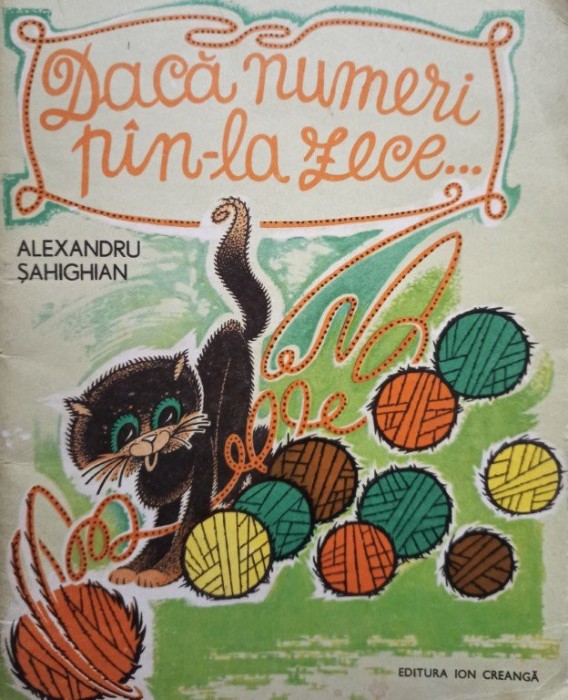 Dacă numeri
pîn-la zece...
ALEXANDRU
ȘAHIGHIAN
EDITURA ION CREANGĂ